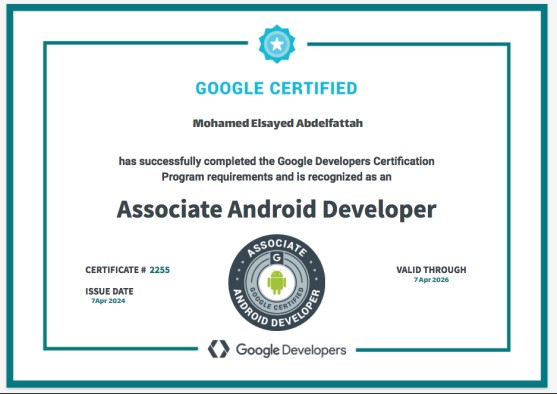 GOOGLE CERTIFIED
Mohamed Elsayed Abdelfattah
has successfully completed the Google Developers Certification
Program requirements and is recognized as an
Associate Android Developer
CERTIFICATE # 2255
ISSUE DATE
7Apr 2024
ASSOCIATE
G
GOOGLE CERTIFIED
ANDROID DEVELOPER
VALID THROUGH
7Apr 2026
Google Developers